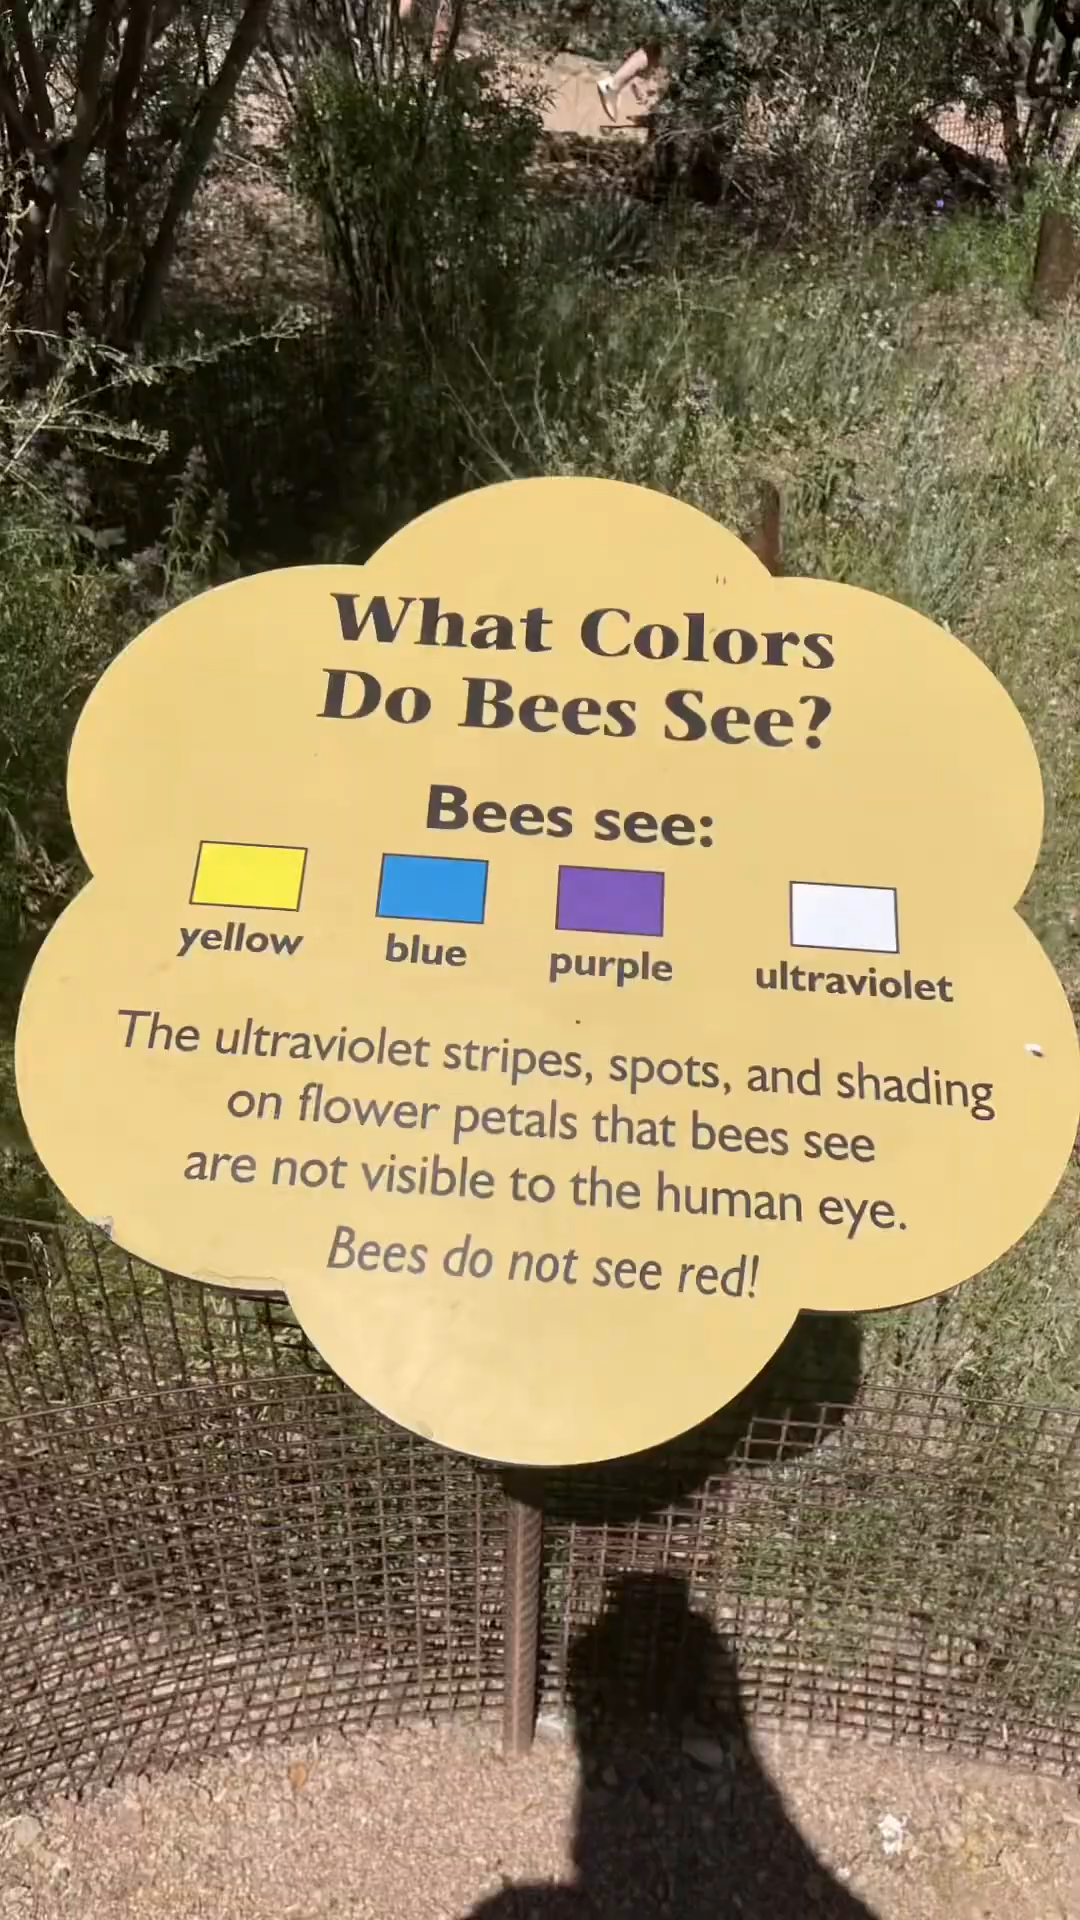 What Colors
Do Bees See?
Bees see:
yellow blue purple ultraviolet
The ultraviolet stripes, spots, and shading
on flower petals that bees see
are not visible to the human eye.
Bees do not see red!